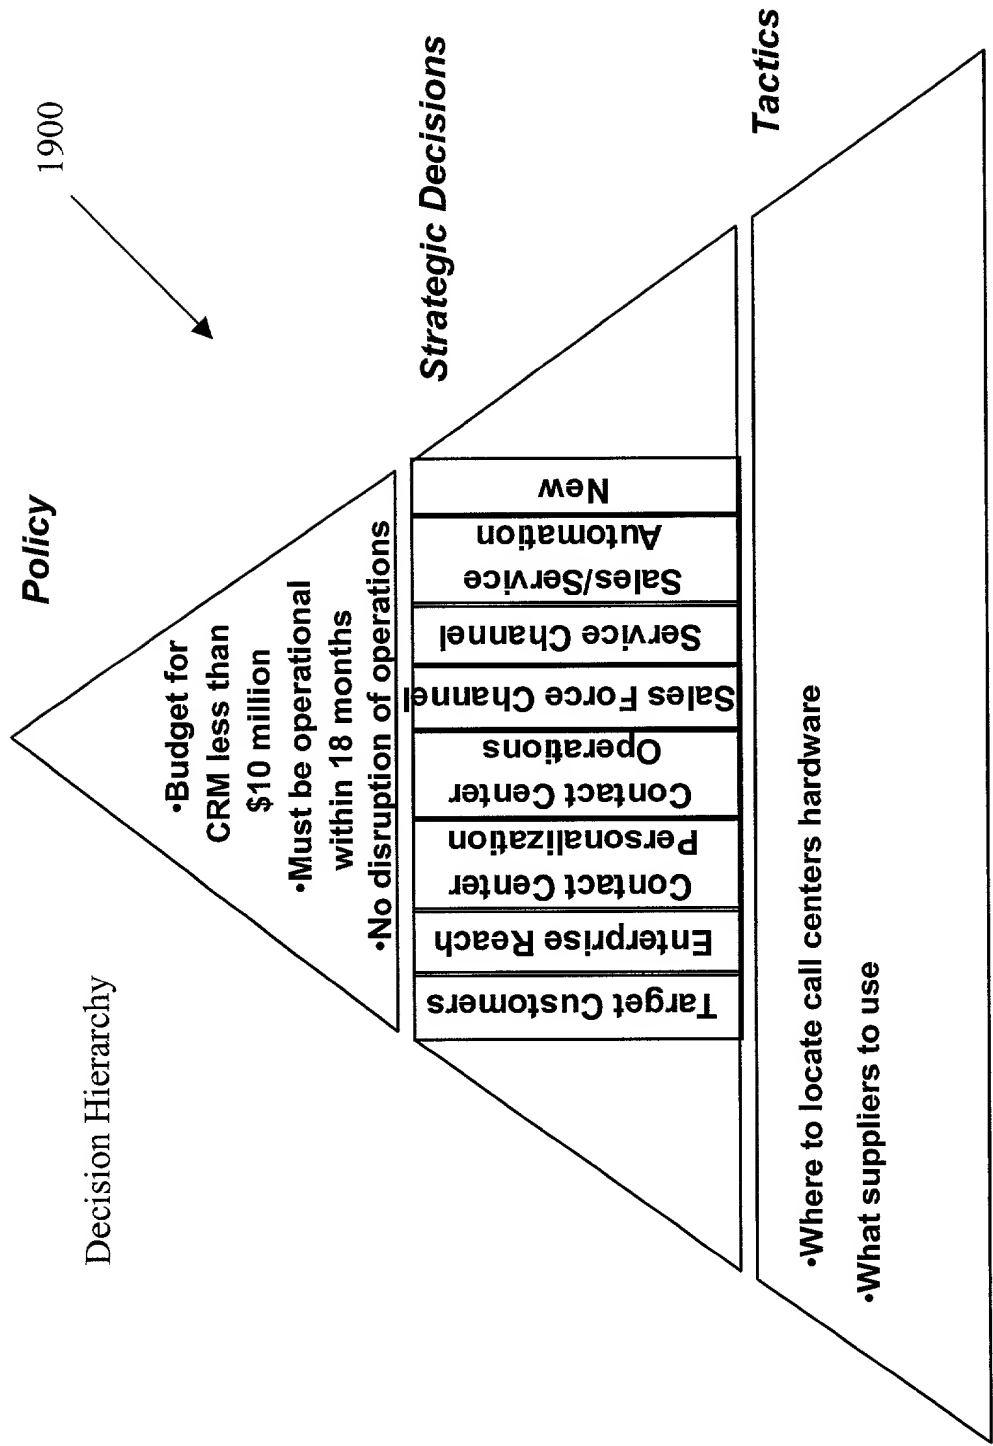 Decision Hierarchy
1900
Policy
•Budget for
CRM less than
$10 million
•Must be operational
within 18 months
•No disruption of operations
Strategic Decisions
Target Customers
Enterprise Reach
Contact Center
Personalization
Contact Center
Operations
Sales Force Channel
Service Channel
Sales/Service
Automation
New
Tactics
•Where to locate call centers hardware
•What suppliers to use